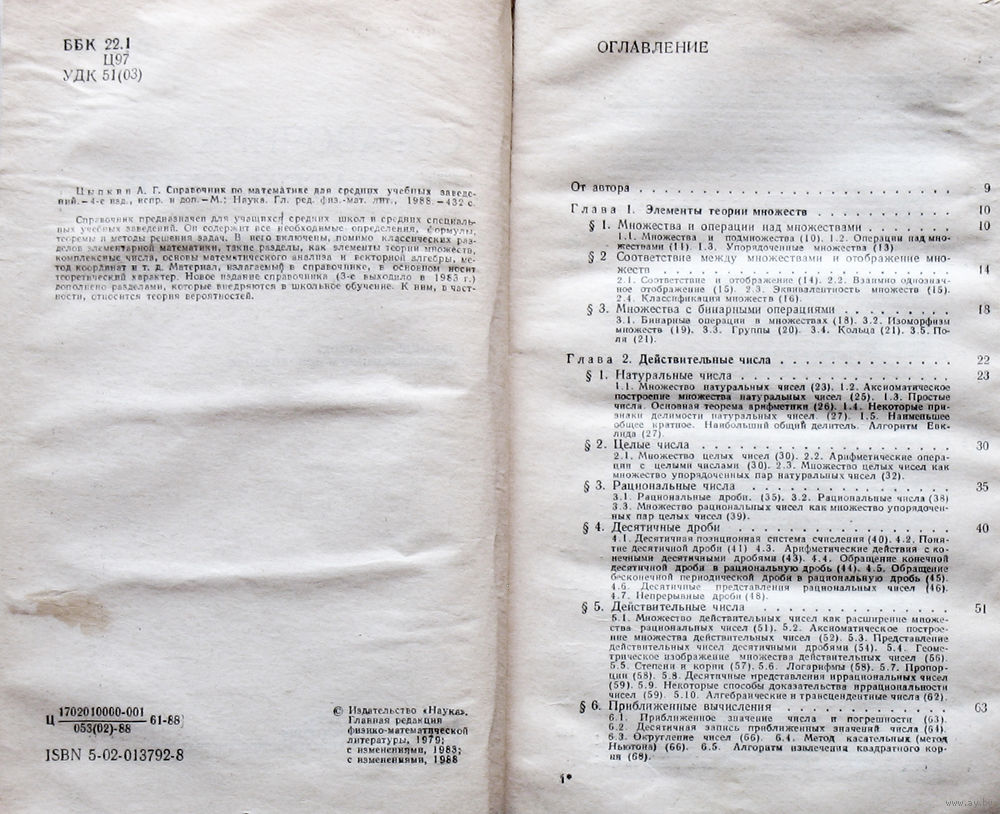 ББК 22.1
Ц97
УДК 51(03)
Цыпкин А. Г. Справочник по математике для средних учебных заведе-
ний.—4-е изд., испр. и доп.—М.: Наука. Гл. ред. физ.-мат. лит., 1988.—432 с.
Справочник предназначен для учащихся средних школ и средних специаль-
ных учебных заведений. Он содержит все необходимые определения, формулы,
теоремы и методы решения задач. В него включены, помимо классических раз-
делов элементарной математики, такие разделы, как элементы теории множеств,
комплексные числа, основы математического анализа и векторной алгебры, ме-
тод координат и т. д. Материал, излагаемый в справочнике, в основном носит
теоретический характер. Новое издание справочника (3-е выходило в 1983 г.)
дополнено разделами, которые внедряются в школьное обучение. К ним, в част-
ности, относится теория вероятностей.
Ц 1702010000-001 61-88
053(02)-88
ISBN 5-02-013792-8
© Издательство «Наука».
Главная редакция
физико-математической
литературы, 1979;
с изменениями, 1983;
с изменениями, 1988
ОГЛАВЛЕНИЕ
От автора . . . 9
Глава 1. Элементы теории множеств . . . 10
§ 1. Множества и операции над множествами . . . 10
1.1. Множества и подмножества (10). 1.2. Операции над мно-
жествами (11). 1.3. Упорядоченные множества (13)
§ 2 Соответствие между множествами и отображение мно-
жеств . . . 14
2.1. Соответствие и отображение (14). 2.2. Взаимно однознач-
ное отображение (15). 2.3. Эквивалентность множеств (15).
2.4. Классификация множеств (16).
§ 3. Множества с бинарными операциями . . . 18
3.1. Бинарные операции в множествах (18). 3.2. Изоморфизм
множеств (19). 3.3. Группы (20). 3.4. Кольца (21). 3.5. По-
ля (21).
Глава 2. Действительные числа . . . 22
§ 1. Натуральные числа . . . 23
1.1. Множество натуральных чисел (23). 1.2. Аксиоматическое
построение множества натуральных чисел (25). 1.3. Простые
числа. Основная теорема арифметики (26). 1.4. Некоторые при-
знаки делимости натуральных чисел. (27). 1.5. Наименьшее
общее кратное. Наибольший общий делитель. Алгоритм Евк-
лида (27).
§ 2. Целые числа . . . 30
2.1. Множество целых чисел (30). 2.2. Арифметические опера-
ции с целыми числами (30). 2.3. Множество целых чисел как
множество упорядоченных пар натуральных чисел (32).
§ 3. Рациональные числа . . . 35
3.1. Рациональные дроби. (35). 3.2. Рациональные числа (38)
3.3. Множество рациональных чисел как множество упорядочен-
ных пар целых чисел (39).
§ 4. Десятичные дроби . . . 40
4.1. Десятичная позиционная система счисления (40). 4.2. Поня-
тие десятичной дроби (41) 4.3. Арифметические действия с ко-
нечными десятичными дробями (43). 4.4. Обращение конечной
десятичной дроби в рациональную дробь (44). 4.5. Обращение
бесконечной периодической дроби в рациональную дробь (45).
4.6. Десятичные представления рациональных чисел (46).
4.7. Непрерывные дроби (48).
§ 5. Действительные числа . . . 51
5.1. Множество действительных чисел как расширение множе-
ства рациональных чисел (51). 5.2. Аксиоматическое построе-
ние множества действительных чисел (52). 5.3. Представление
действительных чисел десятичными дробями (54). 5.4. Геоме-
трическое изображение множества действительных чисел (56).
5.5. Степени и корни (57). 5.6. Логарифмы (58). 5.7. Пропор-
ции (58). 5.8. Десятичные представления иррациональных чисел
(59). 5.9. Некоторые способы доказательства иррациональности
чисел (59). 5.10. Алгебраические и трансцендентные числа (62).
§ 6. Приближенные вычисления . . . 63
6.1. Приближенное значение числа и погрешности (63).
6.2. Десятичная запись приближенных значений числа (64).
6.3. Округление чисел (66). 6.4. Метод касательных (метод
Ньютона) (66). 6.5. Алгоритм извлечения квадратного кор-
ня (68).
1*
www.ay.by